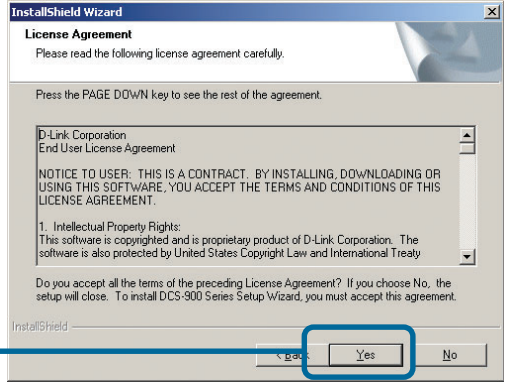 InstallShield Wizard
License Agreement
Please read the following license agreement carefully.
Press the PAGE DOWN key to see the rest of the agreement.
D-Link Corporation
End User License Agreement
NOTICE TO USER: THIS IS A CONTRACT. BY INSTALLING, DOWNLOADING OR
USING THIS SOFTWARE, YOU ACCEPT THE TERMS AND CONDITIONS OF THIS
LICENSE AGREEMENT.
1. Intellectual Property Rights:
This software is copyrighted and is proprietary product of D-Link Corporation. The
software is also protected by United States Copyright Law and International Treaty
Do you accept all the terms of the preceding License Agreement? If you choose No, the
setup will close. To install DCS-900 Series Setup Wizard, you must accept this agreement.
InstallShield
< Back Yes No